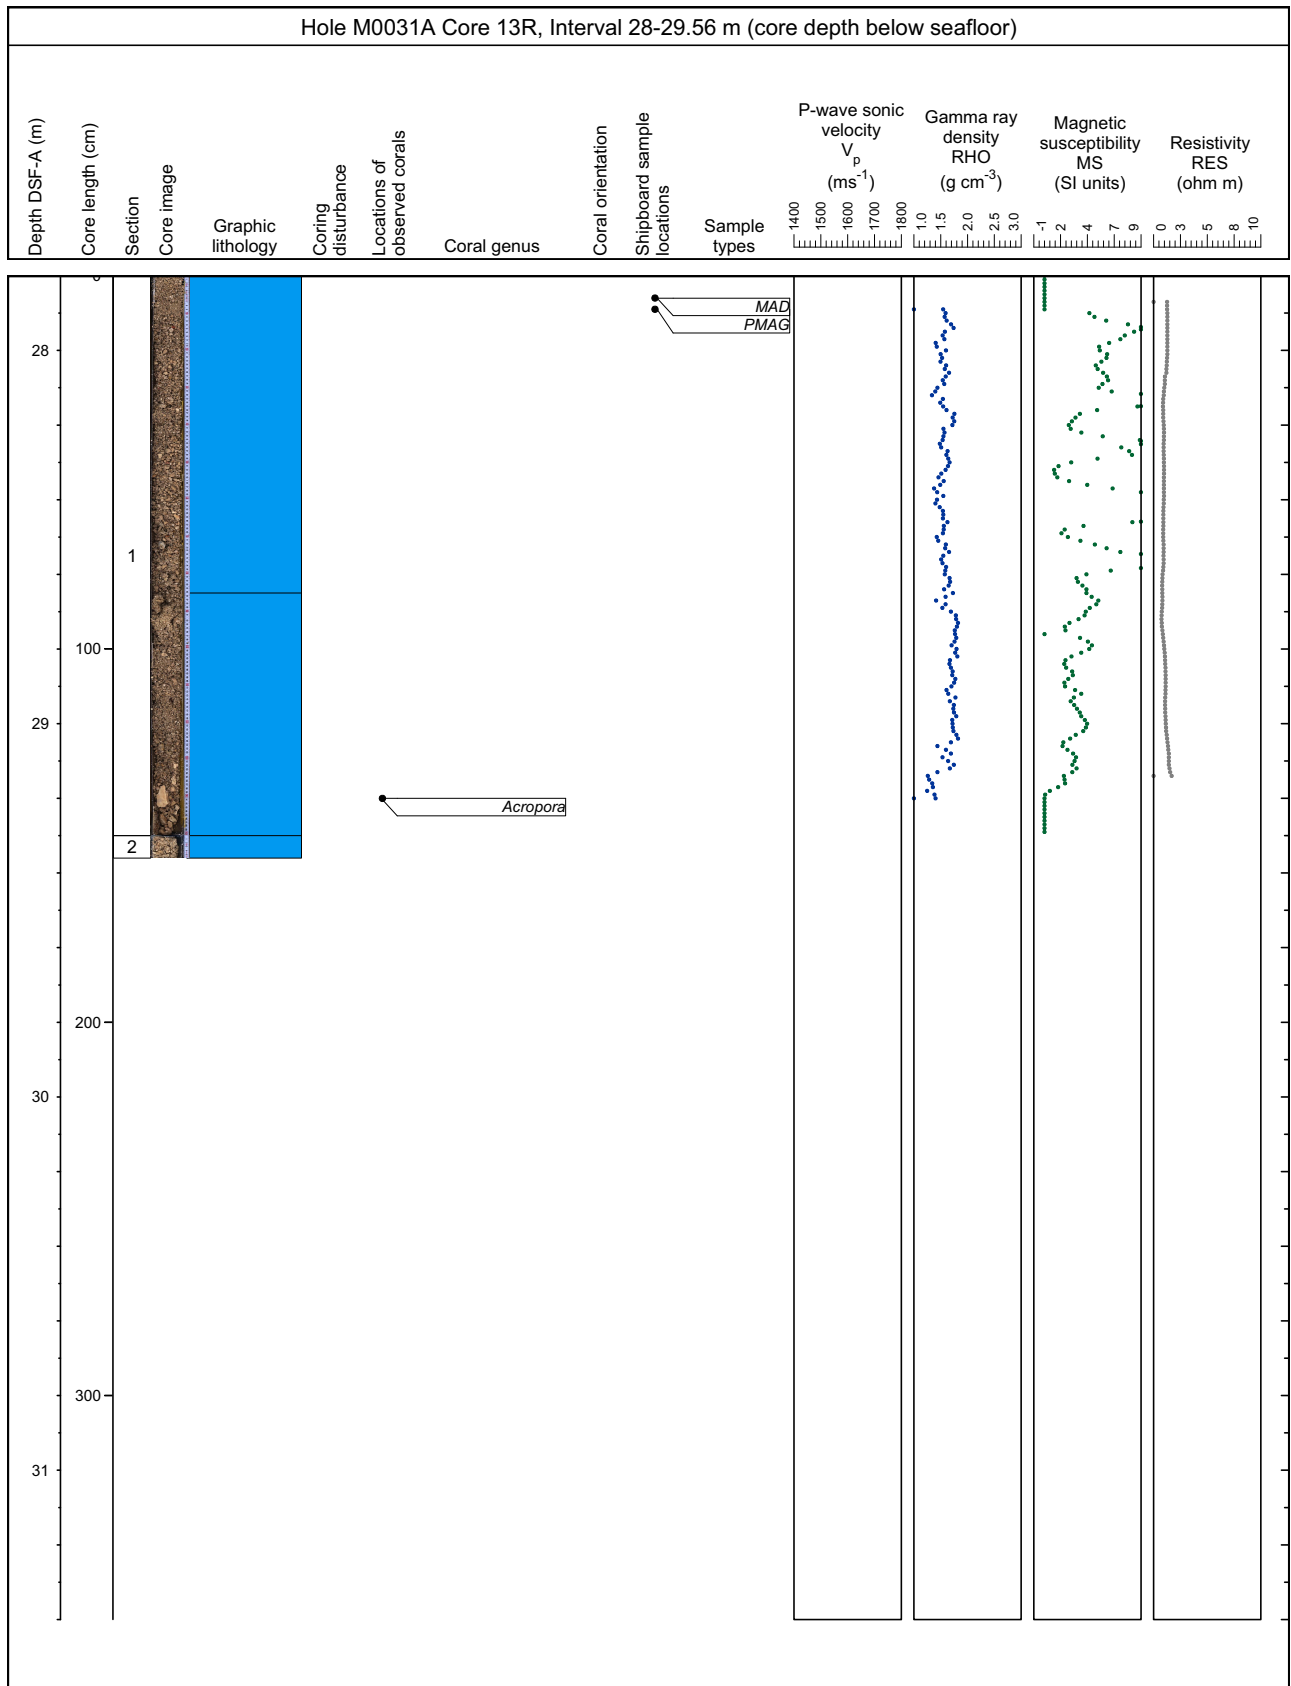 Hole M0031A Core 13R, Interval 28-29.56 m (core depth below seafloor)
Depth DSF-A (m)
Core length (cm)
Section
Core image
Graphic
lithology
Coring
disturbance
Locations of
observed corals
Coral genus
Coral orientation
Shipboard sample
locations
Sample
types
P-wave sonic
velocity
Vp
(ms-1)
1400 1500 1600 1700 1800
Gamma ray
density
RHO
(g cm-3)
1.0 1.5 2.0 2.5 3.0
Magnetic
susceptibility
MS
(SI units)
-1 2 4 7 9
Resistivity
RES
(ohm m)
0 3 5 8 10
0
MAD
PMAG
28
1
100
29
Acropora
2
200
30
300
31